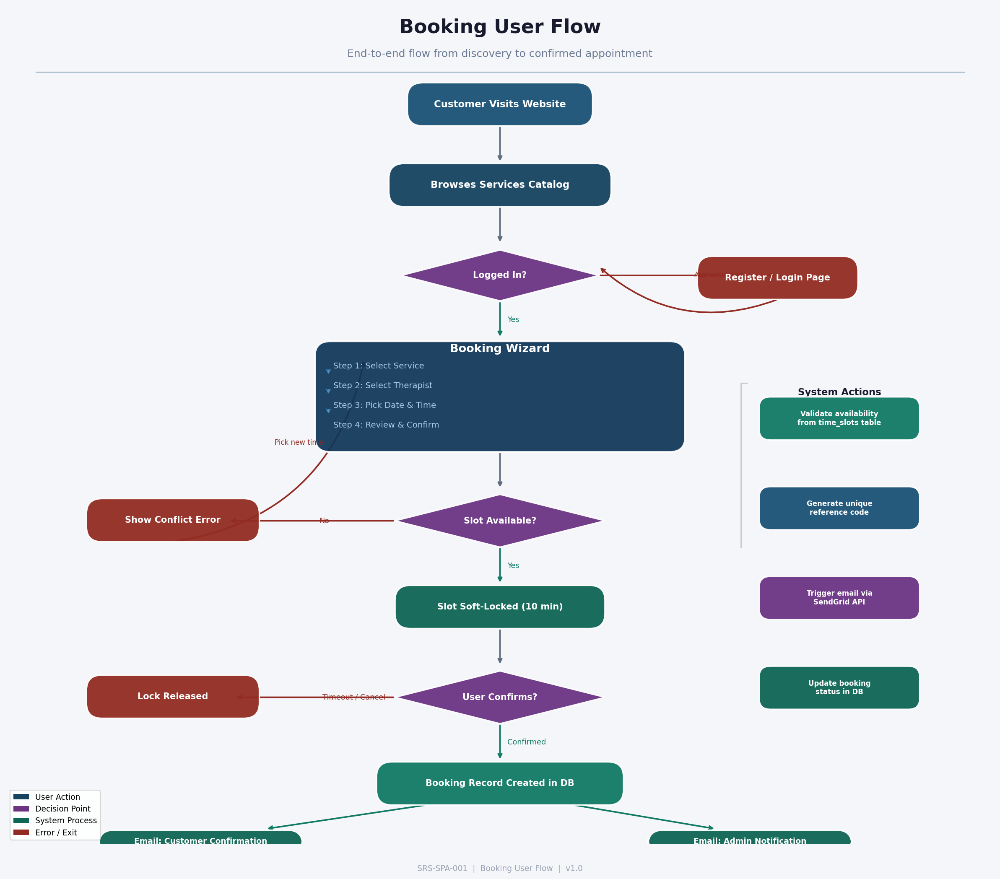 Booking User Flow
End-to-end flow from discovery to confirmed appointment
Customer Visits Website
Browses Services Catalog
Logged In?
Register / Login Page
Yes
Booking Wizard
Step 1: Select Service
Step 2: Select Therapist
Step 3: Pick Date & Time
Step 4: Review & Confirm
Pick new time
System Actions
Validate availability
from time_slots table
Generate unique
reference code
Show Conflict Error
No
Slot Available?
Yes
Trigger email via
SendGrid API
Slot Soft-Locked (10 min)
Update booking
status in DB
Lock Released
Timeout / Cancel
User Confirms?
Confirmed
Booking Record Created in DB
User Action
Decision Point
System Process
Error / Exit
Email: Customer Confirmation
Email: Admin Notification
SRS-SPA-001 | Booking User Flow | v1.0